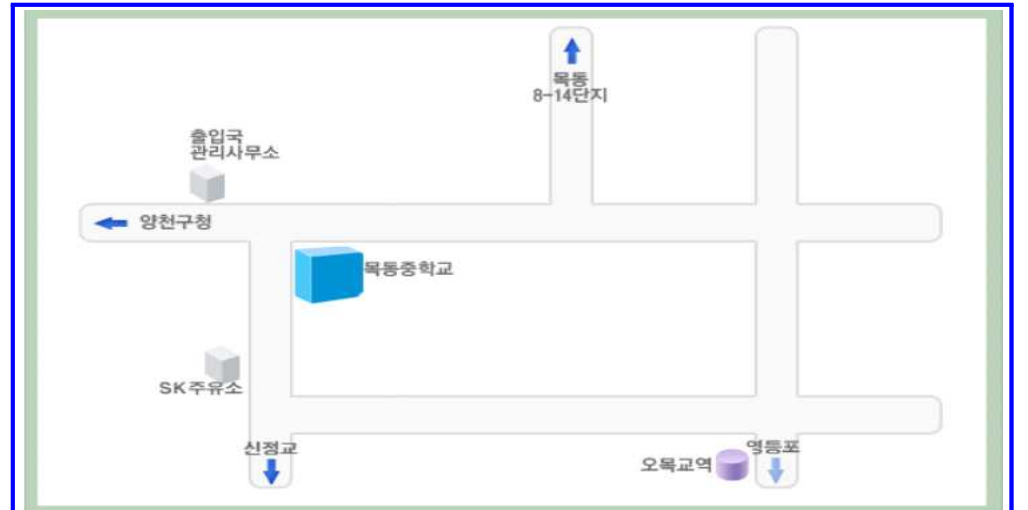 목동
8-14단지
출입국
관리사무소
양천구청
목동중학교
SK주유소
신정교
영등포
오목교역